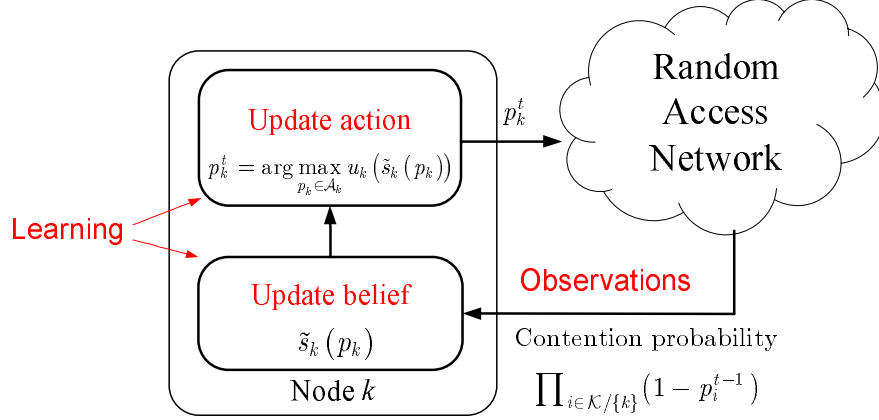 Update action
p_k^t = arg max_{p_k∈𝒜_k} u_k(s̃_k(p_k))
p_k^t
Random
Access
Network
Learning
Update belief
s̃_k(p_k)
Node k
Observations
Contention probability
∏_{i∈𝒦/{k}}(1 − p_i^{t−1})